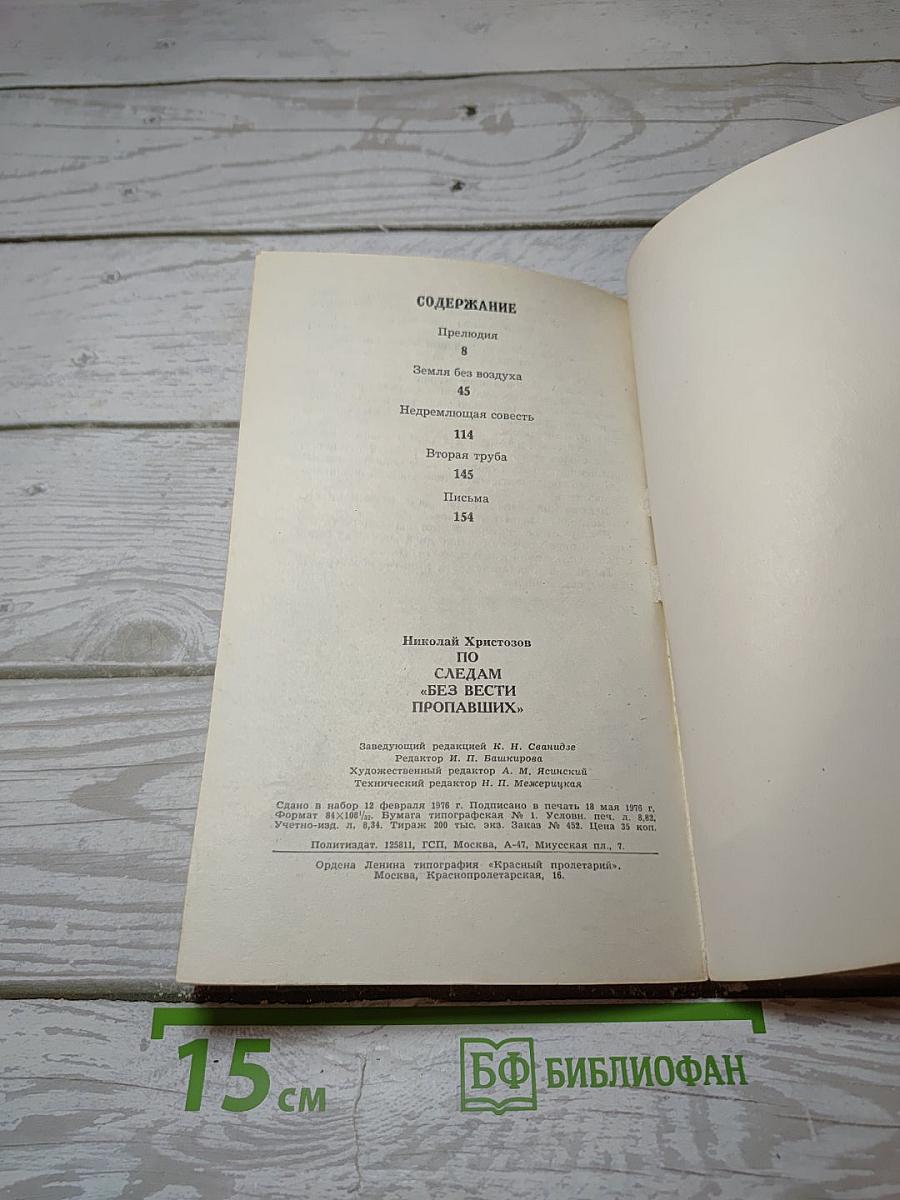 СОДЕРЖАНИЕ
Прелюдия
8
Земля без воздуха
45
Недремлющая совесть
114
Вторая труба
145
Письма
154
Николай Христозов
ПО
СЛЕДАМ
«БЕЗ ВЕСТИ
ПРОПАВШИХ»
Заведующий редакцией К. Н. Сванидзе
Редактор И. П. Башкирова
Художественный редактор А. М. Ясинский
Технический редактор Н. П. Межерицкая
Сдано в набор 12 февраля 1976 г. Подписано в печать 18 мая 1976 г.
Формат 84×108¹/₃₂. Бумага типографская № 1. Условн. печ. л. 8,82.
Учетно-изд. л. 8,34. Тираж 200 тыс. экз. Заказ № 452. Цена 35 коп.
Политиздат. 125811, ГСП, Москва, А-47, Миусская пл., 7.
Ордена Ленина типография «Красный пролетарий».
Москва, Краснопролетарская, 16.
15 см
БФ БИБЛИОФАН